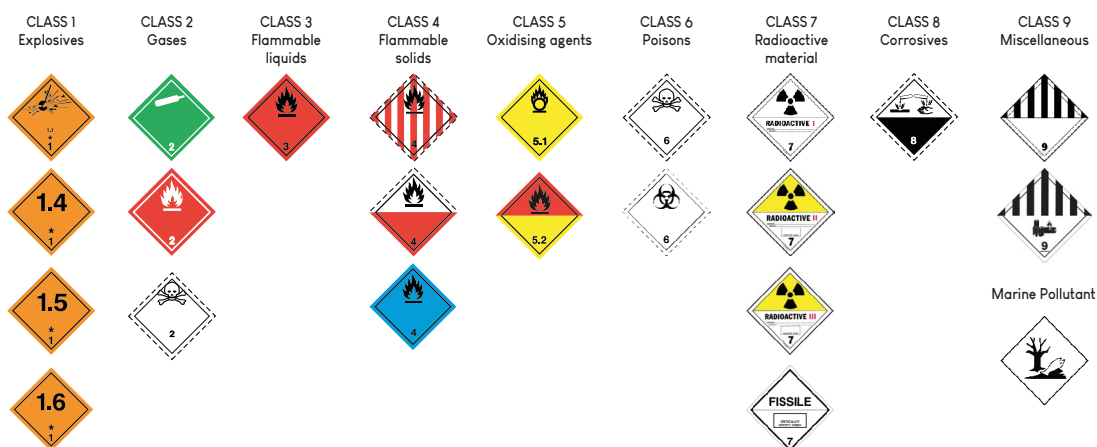 CLASS 1
Explosives
CLASS 2
Gases
CLASS 3
Flammable
liquids
CLASS 4
Flammable
solids
CLASS 5
Oxidising agents
CLASS 6
Poisons
CLASS 7
Radioactive
material
CLASS 8
Corrosives
CLASS 9
Miscellaneous
*
1
2
3
4
5.1
6
RADIOACTIVE I
7
8
9
1.4
*
1
2
4
5.2
6
RADIOACTIVE II
7
9
1.5
*
1
2
4
RADIOACTIVE III
7
Marine Pollutant
1.6
*
1
FISSILE
7